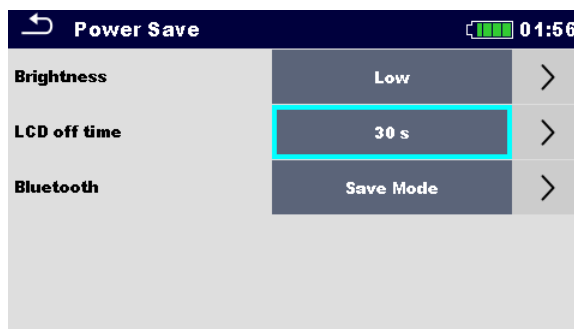 Power Save 01:56
Brightness Low
LCD off time 30 s
Bluetooth Save Mode